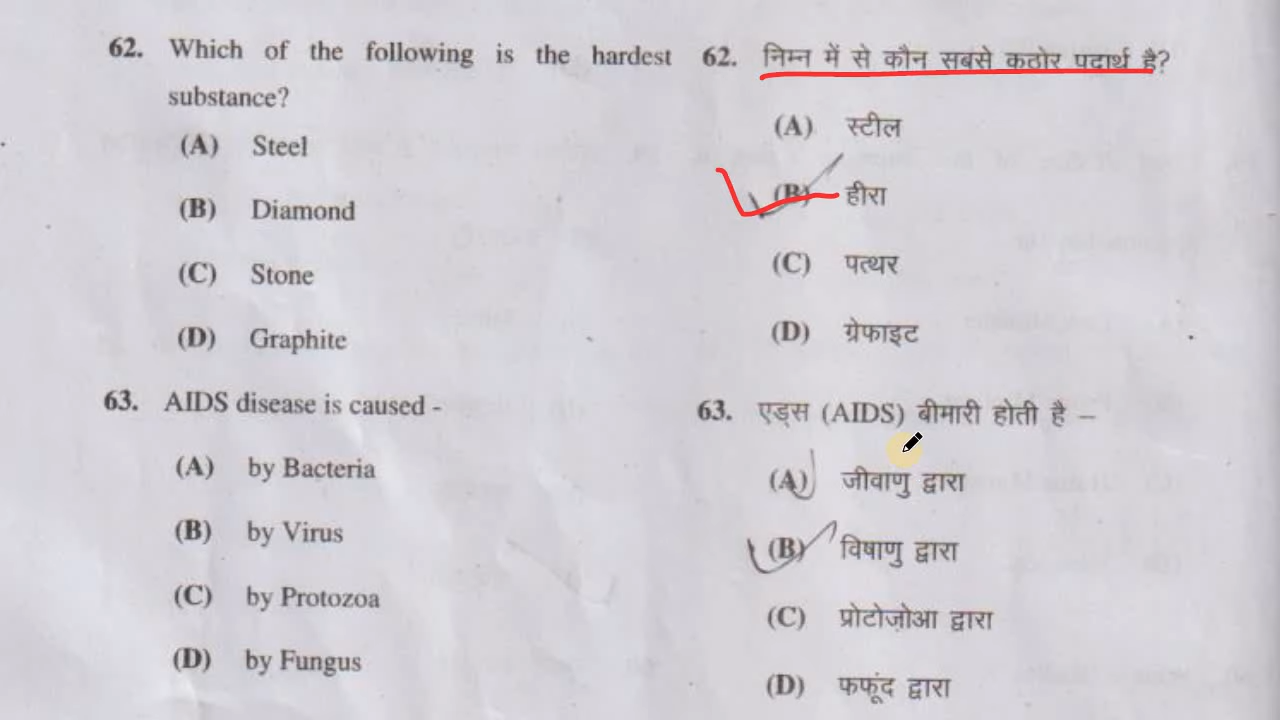 62. Which of the following is the hardest
substance?
(A) Steel
(B) Diamond
(C) Stone
(D) Graphite
63. AIDS disease is caused -
(A) by Bacteria
(B) by Virus
(C) by Protozoa
(D) by Fungus
62. निम्न में से कौन सबसे कठोर पदार्थ है?
(A) स्टील
(B) हीरा
(C) पत्थर
(D) ग्रेफाइट
63. एड्स (AIDS) बीमारी होती है –
(A) जीवाणु द्वारा
(B) विषाणु द्वारा
(C) प्रोटोज़ोआ द्वारा
(D) फफूंद द्वारा